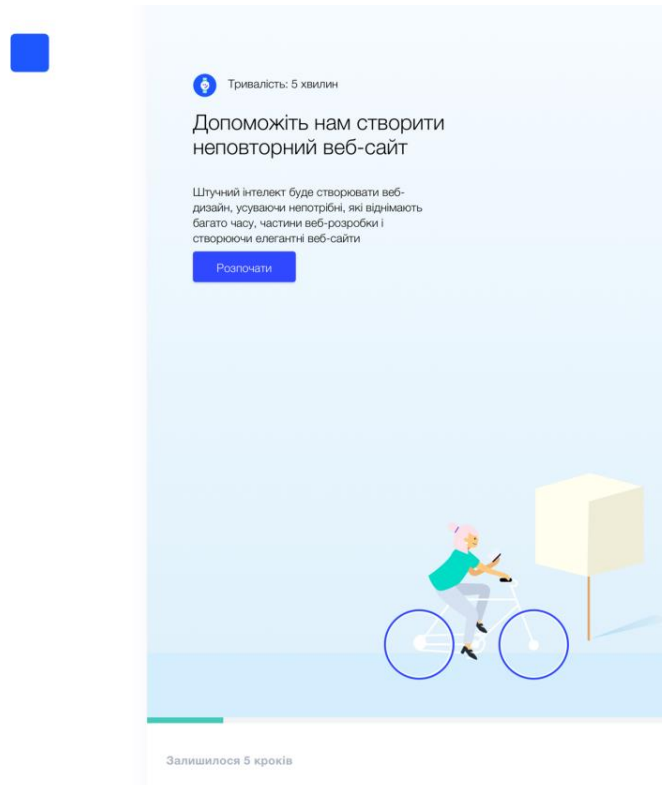 Тривалість: 5 хвилин
Допоможіть нам створити
неповторний веб-сайт
Штучний інтелект буде створювати веб-
дизайн, усуваючи непотрібні, які віднімають
багато часу, частини веб-розробки і
створюючи елегантні веб-сайти
Розпочати
Залишилося 5 кроків